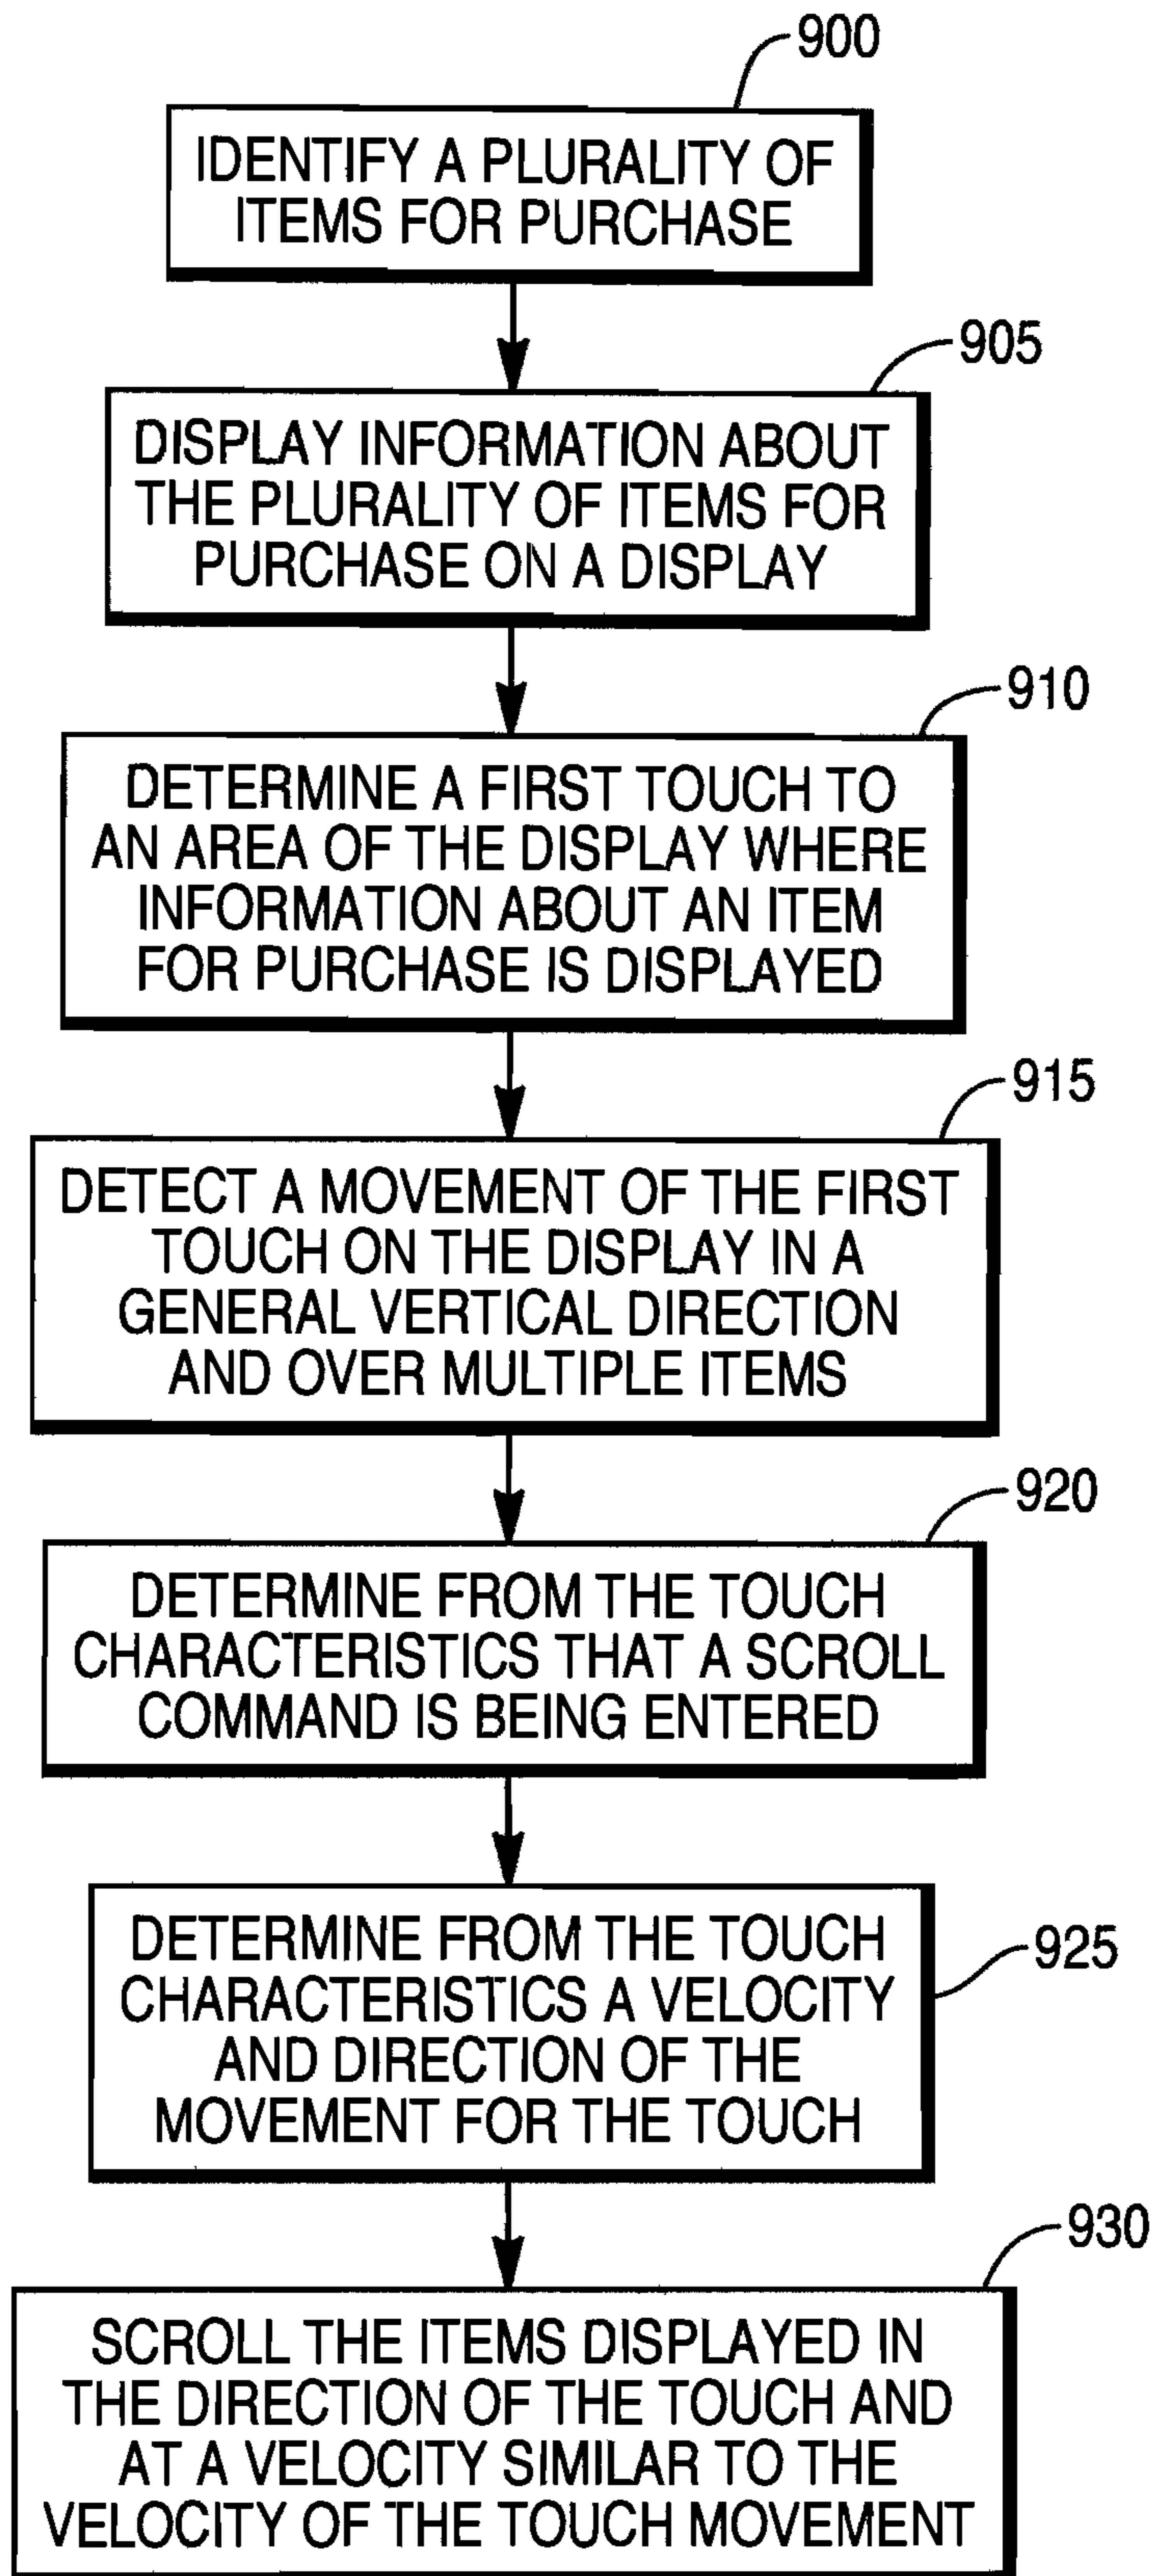 900
IDENTIFY A PLURALITY OF
ITEMS FOR PURCHASE
905
DISPLAY INFORMATION ABOUT
THE PLURALITY OF ITEMS FOR
PURCHASE ON A DISPLAY
910
DETERMINE A FIRST TOUCH TO
AN AREA OF THE DISPLAY WHERE
INFORMATION ABOUT AN ITEM
FOR PURCHASE IS DISPLAYED
915
DETECT A MOVEMENT OF THE FIRST
TOUCH ON THE DISPLAY IN A
GENERAL VERTICAL DIRECTION
AND OVER MULTIPLE ITEMS
920
DETERMINE FROM THE TOUCH
CHARACTERISTICS THAT A SCROLL
COMMAND IS BEING ENTERED
925
DETERMINE FROM THE TOUCH
CHARACTERISTICS A VELOCITY
AND DIRECTION OF THE
MOVEMENT FOR THE TOUCH
930
SCROLL THE ITEMS DISPLAYED IN
THE DIRECTION OF THE TOUCH AND
AT A VELOCITY SIMILAR TO THE
VELOCITY OF THE TOUCH MOVEMENT